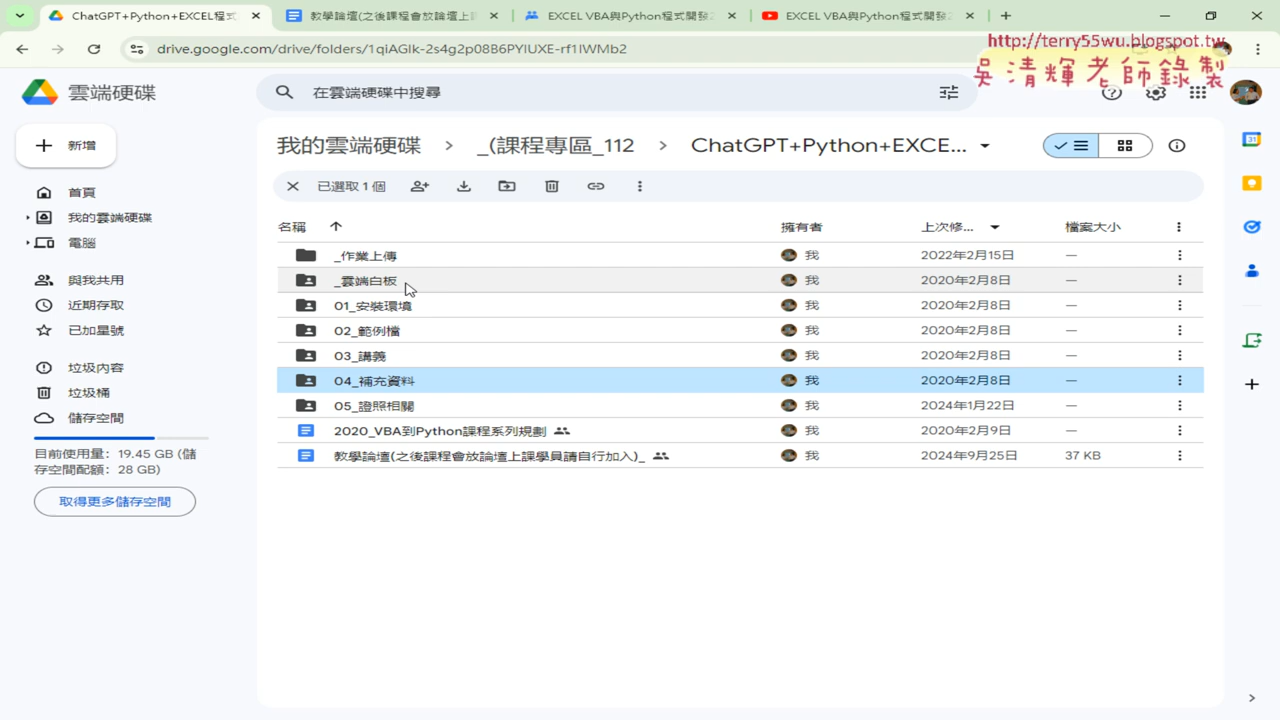 ChatGPT+Python+EXCEL程式
教學論壇(之後課程會放論壇上
EXCEL VBA與Python程式開發
EXCEL VBA與Python程式開發
drive.google.com/drive/folders/1qiAGIk-2s4g2p08B6PYIUXE-rf1IWMb2
http://terry55wu.blogspot.tw
吳清輝老師錄製
雲端硬碟
在雲端硬碟中搜尋
新增
我的雲端硬碟 › _(課程專區_112 › ChatGPT+Python+EXCE...
已選取 1 個
首頁
我的雲端硬碟
電腦
與我共用
近期存取
已加星號
垃圾內容
垃圾桶
儲存空間
目前使用量：19.45 GB (儲
存空間配額：28 GB)
取得更多儲存空間
名稱 擁有者 上次修... 檔案大小
_作業上傳 我 2022年2月15日 —
_雲端白板 我 2020年2月8日 —
01_安裝環境 我 2020年2月8日 —
02_範例檔 我 2020年2月8日 —
03_講義 我 2020年2月8日 —
04_補充資料 我 2020年2月8日 —
05_證照相關 我 2024年1月22日 —
2020_VBA到Python課程系列規劃 我 2020年2月9日 —
教學論壇(之後課程會放論壇上課學員請自行加入)_ 我 2024年9月25日 37 KB